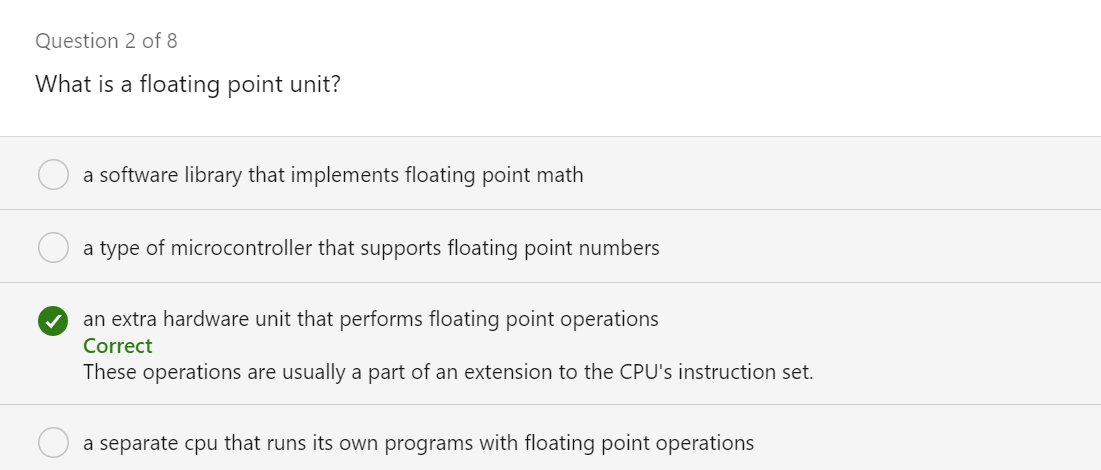 Question 2 of 8
What is a floating point unit?
a software library that implements floating point math
a type of microcontroller that supports floating point numbers
an extra hardware unit that performs floating point operations
Correct
These operations are usually a part of an extension to the CPU's instruction set.
a separate cpu that runs its own programs with floating point operations